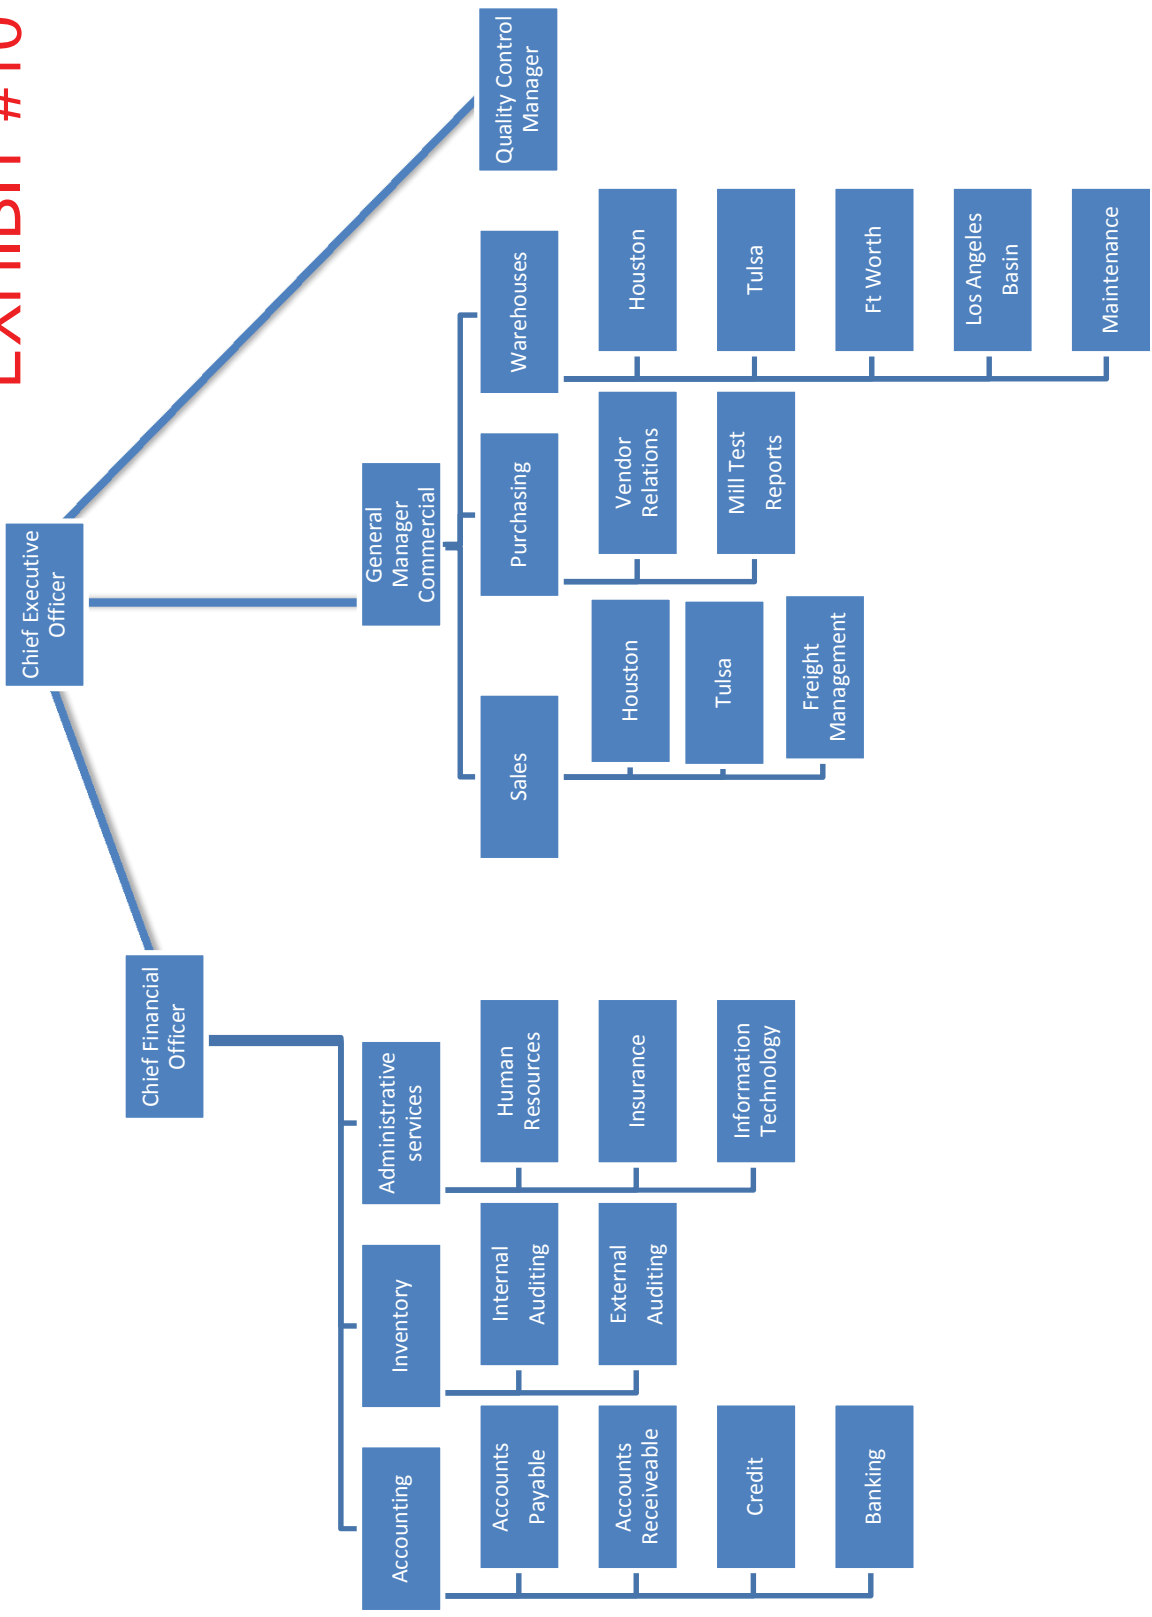 EXHIBIT #10
Chief Executive
Officer
Chief Financial
Officer
Accounting
Accounts
Payable
Accounts
Receiveable
Credit
Banking
Inventory
Internal
Auditing
External
Auditing
Administrative
services
Human
Resources
Insurance
Information
Technology
General
Manager
Commercial
Sales
Houston
Tulsa
Freight
Management
Purchasing
Vendor
Relations
Mill Test
Reports
Warehouses
Houston
Tulsa
Ft Worth
Los Angeles
Basin
Maintenance
Quality Control
Manager